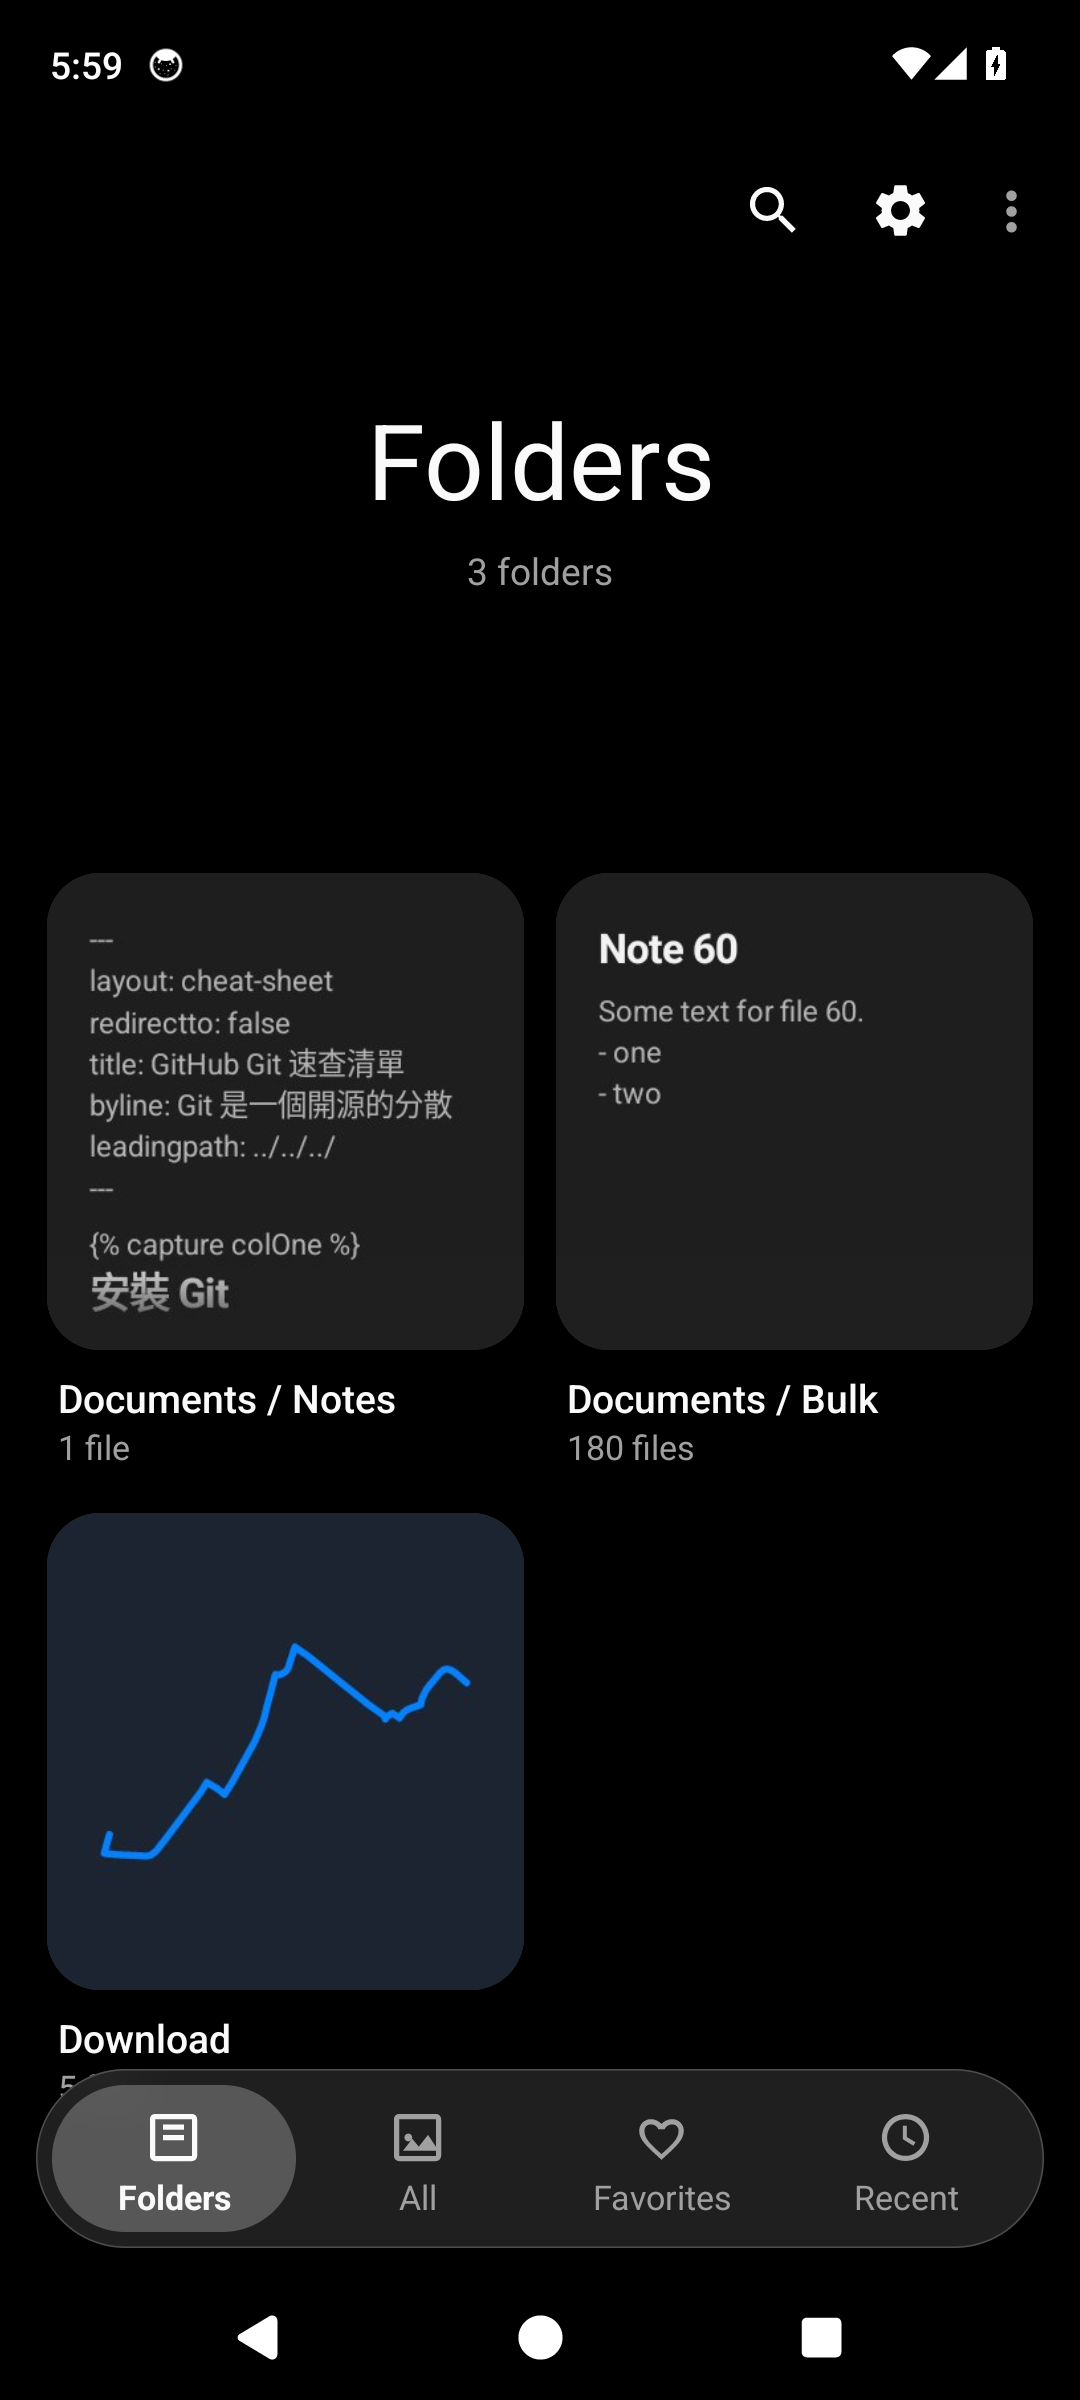 5:59
Folders
3 folders
---
layout: cheat-sheet
redirectto: false
title: GitHub Git 速查清單
byline: Git 是一個開源的分散
leadingpath: ../../../
---
{% capture colOne %}
安裝 Git
Note 60
Some text for file 60.
- one
- two
Documents / Notes
1 file
Documents / Bulk
180 files
Download
Folders
All
Favorites
Recent